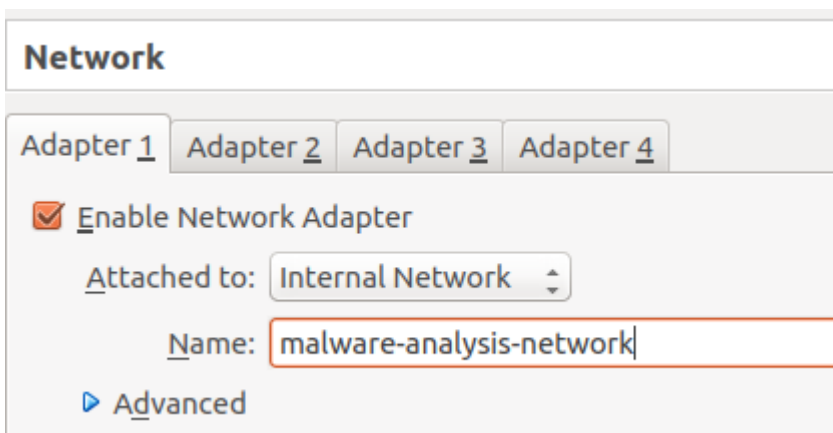 Network
Adapter 1 Adapter 2 Adapter 3 Adapter 4
Enable Network Adapter
Attached to: Internal Network
Name: malware-analysis-network
Advanced